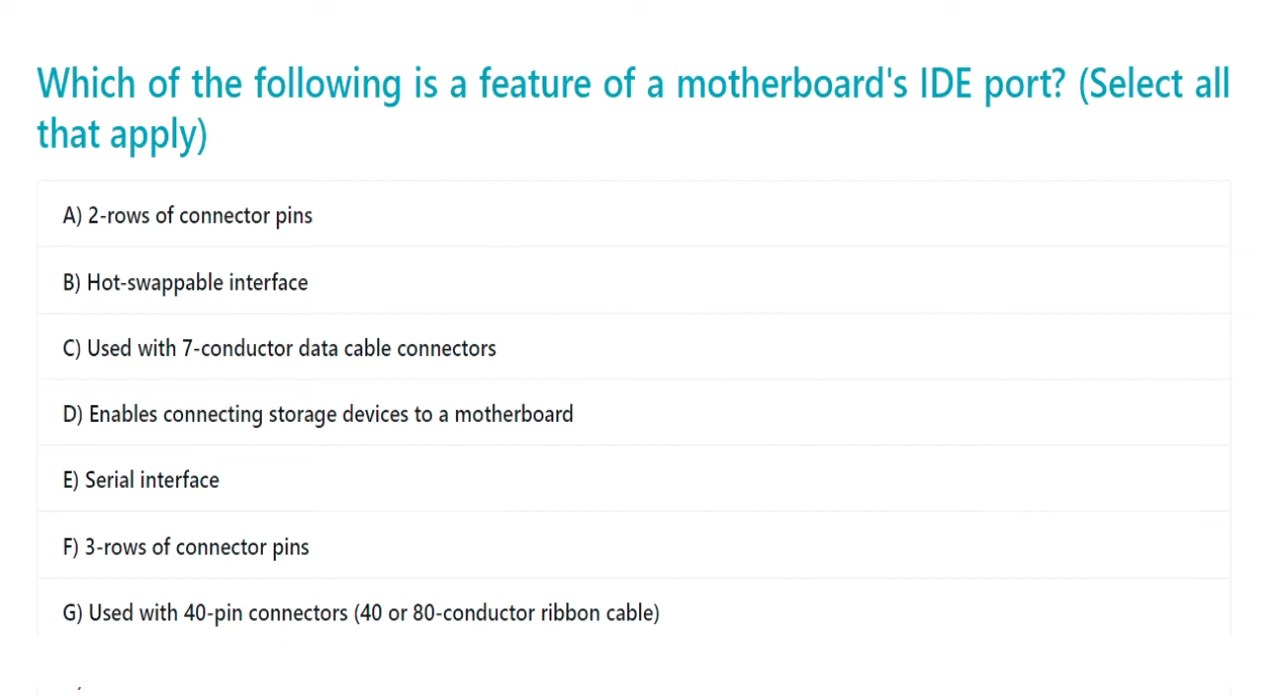 Which of the following is a feature of a motherboard's IDE port? (Select all
that apply)
A) 2-rows of connector pins
B) Hot-swappable interface
C) Used with 7-conductor data cable connectors
D) Enables connecting storage devices to a motherboard
E) Serial interface
F) 3-rows of connector pins
G) Used with 40-pin connectors (40 or 80-conductor ribbon cable)